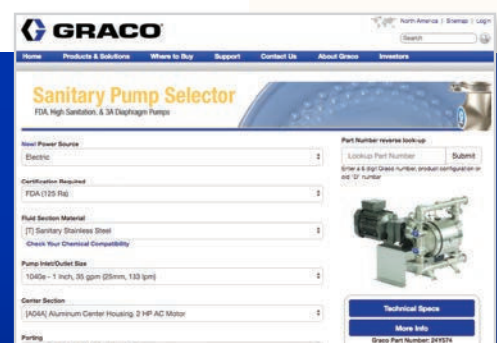 GRACO
North America | Sitemap | Login
Search
Home Products & Solutions Where to Buy Support Contact Us About Graco Investors
Sanitary Pump Selector
FDA, High Sanitation, & 3A Diaphragm Pumps
New! Power Source
Electric
Certification Required
FDA (125 Ra)
Fluid Section Material
[T] Sanitary Stainless Steel
Check Your Chemical Compatibility
Pump Inlet/Outlet Size
1040e - 1 inch, 35 gpm (25mm, 133 lpm)
Center Section
[A04A] Aluminum Center Housing, 2 HP AC Motor
Porting
Part Number reverse look-up
Lookup Part Number Submit
Enter a 6 digit Graco number, product configuration or
old "D" number
Technical Specs
More Info
Graco Part Number: 24Y574